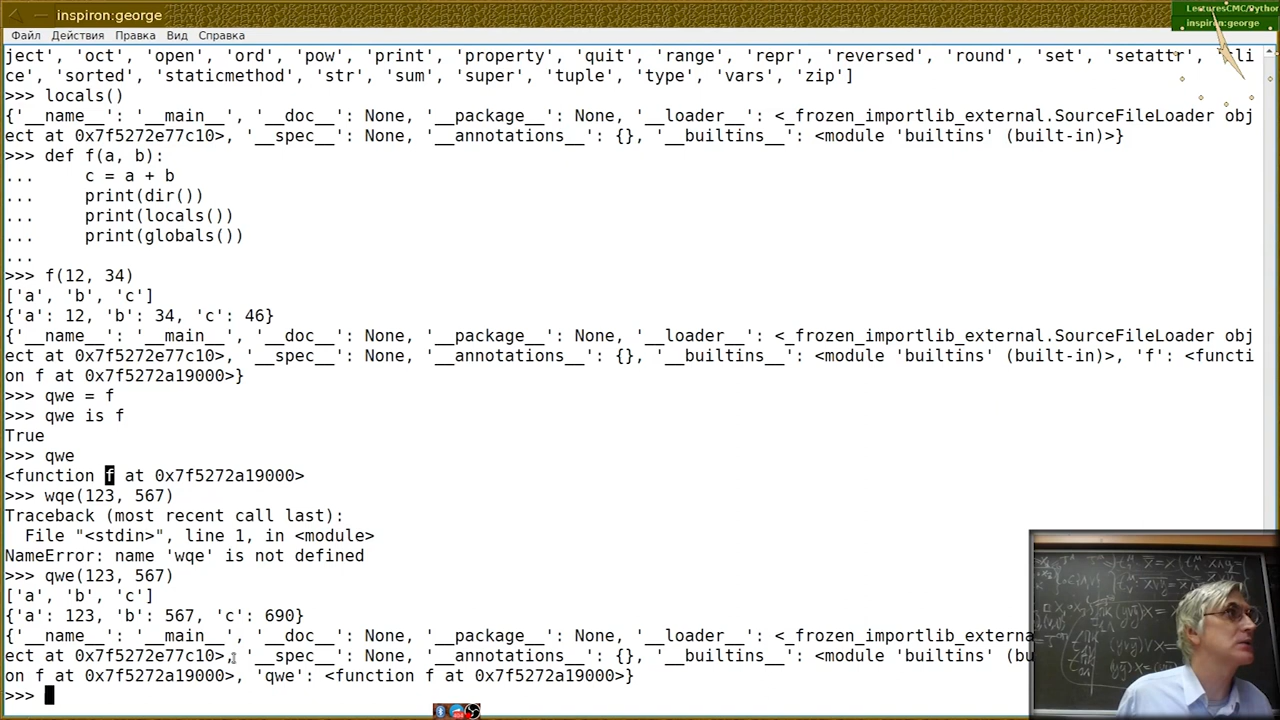 inspiron:george
LecturesCMC/Python
inspiron:george
Файл Действия Правка Вид Справка
ject', 'oct', 'open', 'ord', 'pow', 'print', 'property', 'quit', 'range', 'repr', 'reversed', 'round', 'set', 'setattr', 'sli
ce', 'sorted', 'staticmethod', 'str', 'sum', 'super', 'tuple', 'type', 'vars', 'zip']
>>> locals()
{'__name__': '__main__', '__doc__': None, '__package__': None, '__loader__': <_frozen_importlib_external.SourceFileLoader obj
ect at 0x7f5272e77c10>, '__spec__': None, '__annotations__': {}, '__builtins__': <module 'builtins' (built-in)>}
>>> def f(a, b):
...     c = a + b
...     print(dir())
...     print(locals())
...     print(globals())
...
>>> f(12, 34)
['a', 'b', 'c']
{'a': 12, 'b': 34, 'c': 46}
{'__name__': '__main__', '__doc__': None, '__package__': None, '__loader__': <_frozen_importlib_external.SourceFileLoader obj
ect at 0x7f5272e77c10>, '__spec__': None, '__annotations__': {}, '__builtins__': <module 'builtins' (built-in)>, 'f': <functi
on f at 0x7f5272a19000>}
>>> qwe = f
>>> qwe is f
True
>>> qwe
<function f at 0x7f5272a19000>
>>> wqe(123, 567)
Traceback (most recent call last):
  File "<stdin>", line 1, in <module>
NameError: name 'wqe' is not defined
>>> qwe(123, 567)
['a', 'b', 'c']
{'a': 123, 'b': 567, 'c': 690}
{'__name__': '__main__', '__doc__': None, '__package__': None, '__loader__': <_frozen_importlib_externa
ect at 0x7f5272e77c10>, '__spec__': None, '__annotations__': {}, '__builtins__': <module 'builtins' (bu
on f at 0x7f5272a19000>, 'qwe': <function f at 0x7f5272a19000>}
>>>